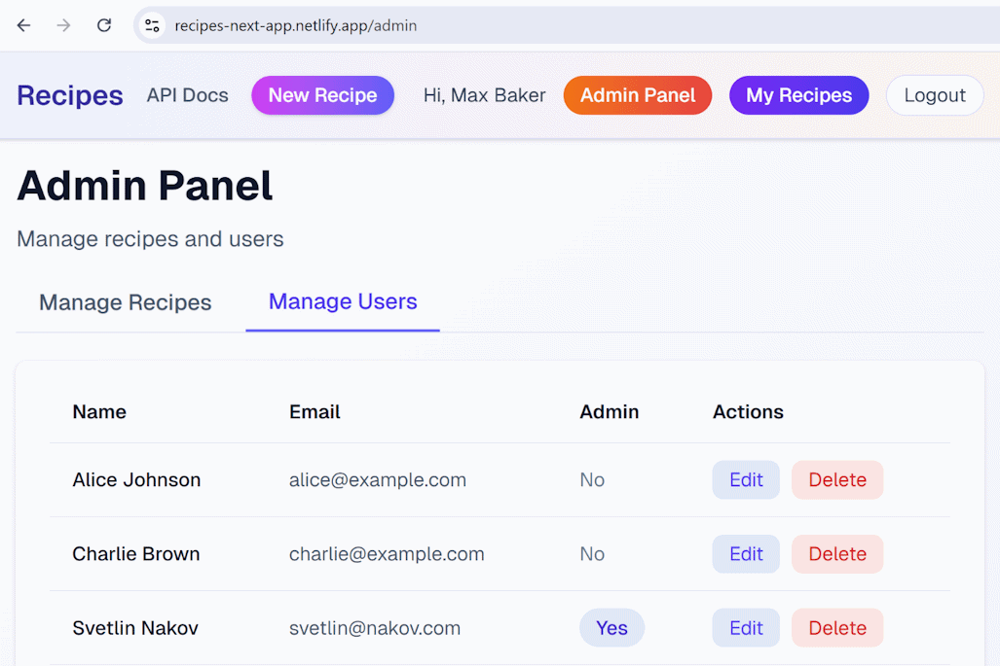 recipes-next-app.netlify.app/admin
Recipes API Docs New Recipe Hi, Max Baker Admin Panel My Recipes Logout
Admin Panel
Manage recipes and users
Manage Recipes Manage Users
Name Email Admin Actions
Alice Johnson alice@example.com No Edit Delete
Charlie Brown charlie@example.com No Edit Delete
Svetlin Nakov svetlin@nakov.com Yes Edit Delete